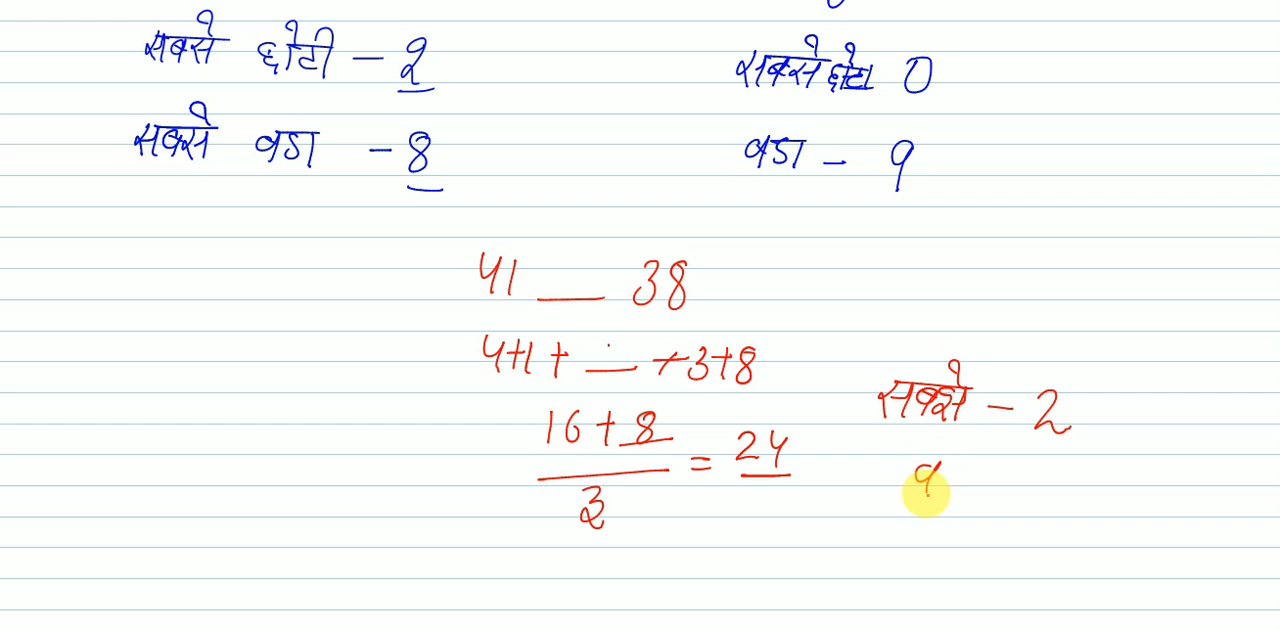 सबसे छोटी - 2
सबसे बडा - 8
सबसे छोटा 0
बडा - 9
41 __ 38
4+1+ __ +3+8
16 + 8
3
= 24
सबसे - 2